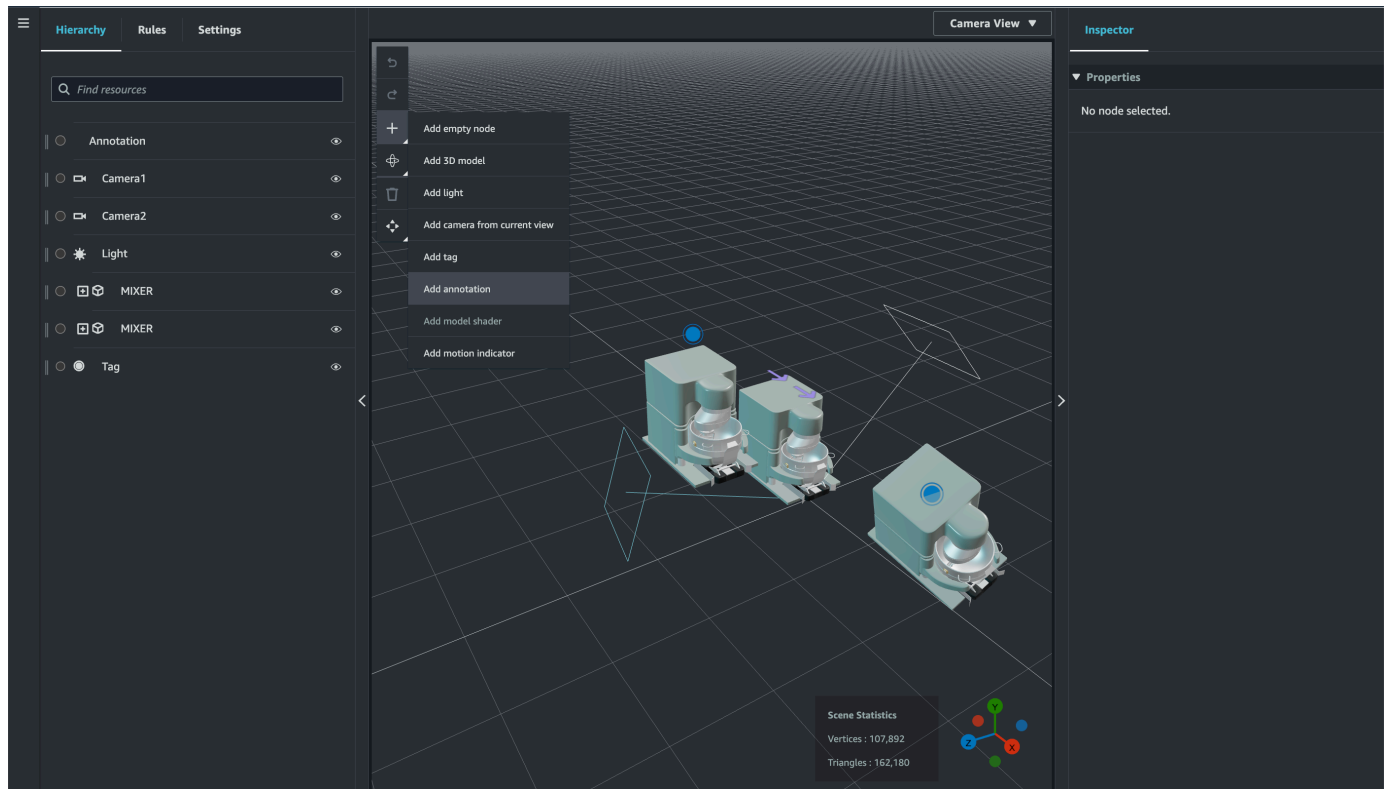 Hierarchy Rules Settings
Camera View
Inspector
Find resources
Properties
No node selected.
Annotation
Camera1
Camera2
Light
MIXER
MIXER
Tag
Add empty node
Add 3D model
Add light
Add camera from current view
Add tag
Add annotation
Add model shader
Add motion indicator
Scene Statistics
Vertices : 107,892
Triangles : 162,180
Y
Z
X